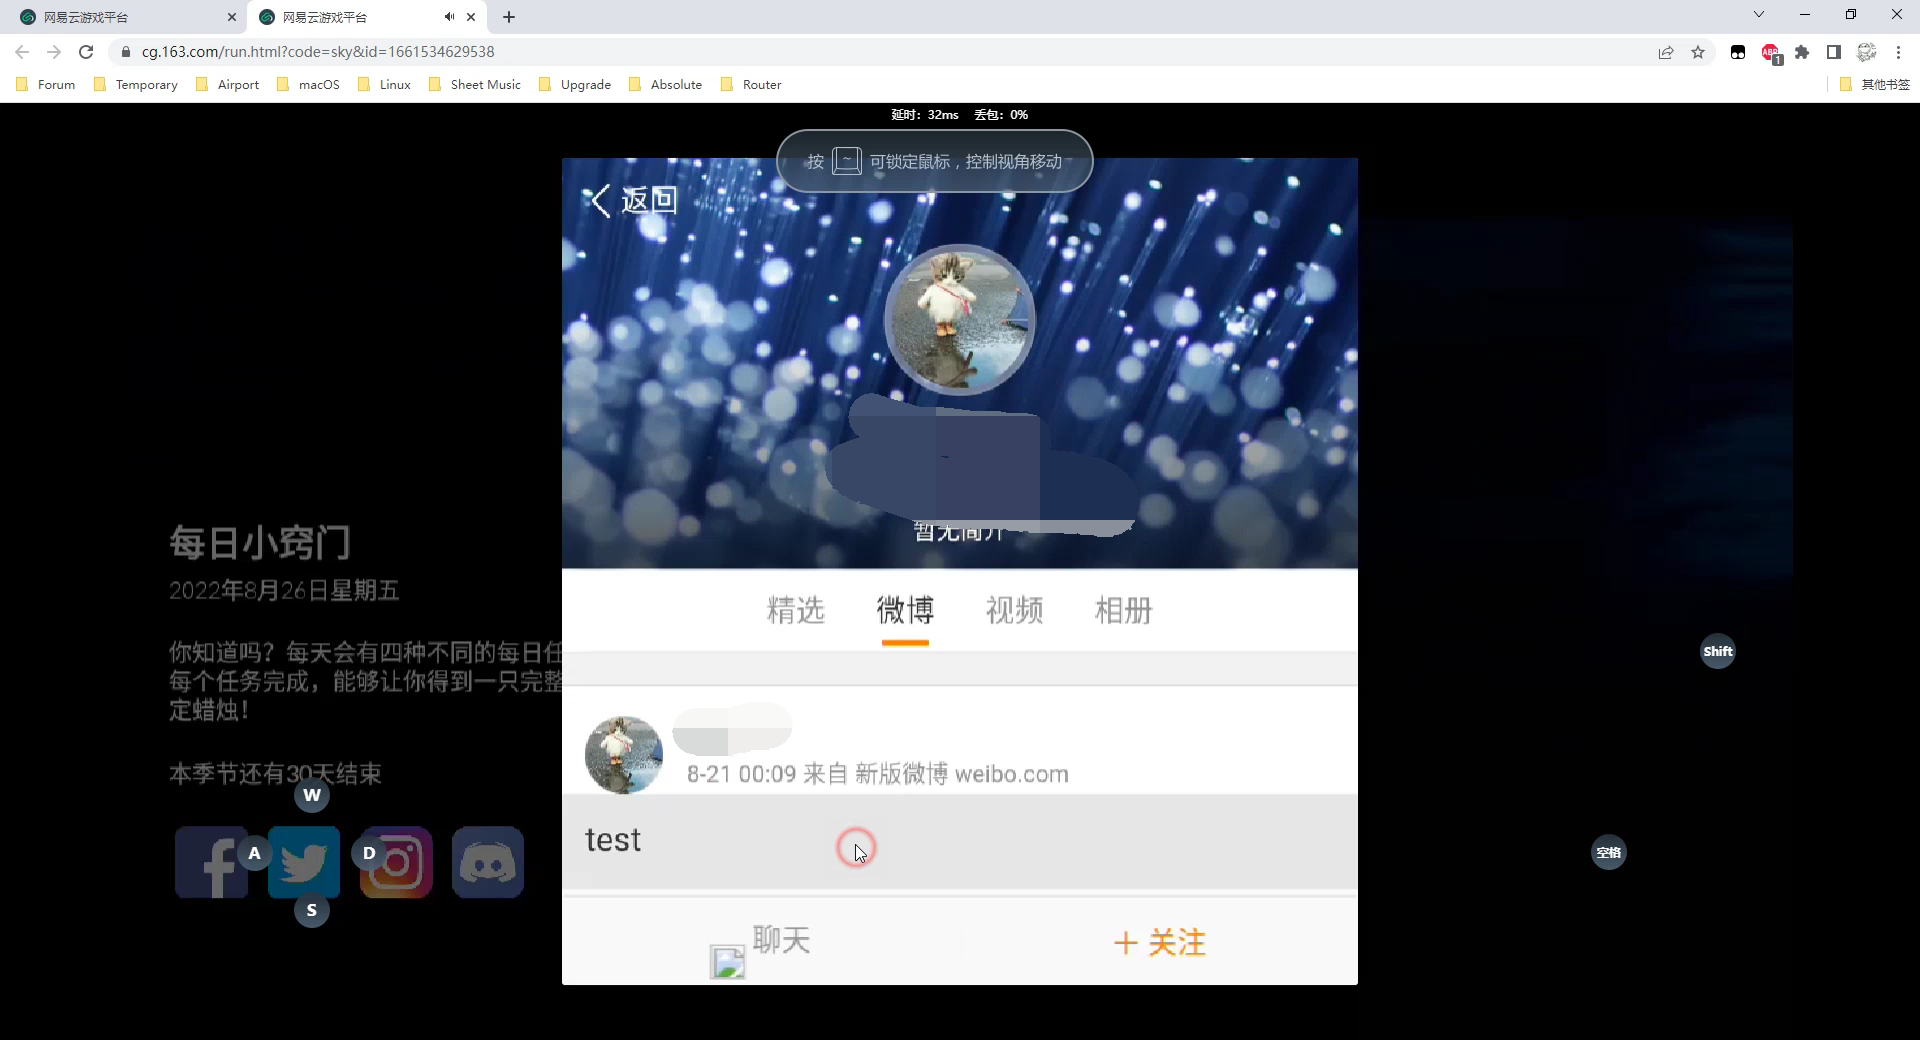 网易云游戏平台
网易云游戏平台
cg.163.com/run.html?code=sky&id=1661534629538
ABP
1
Forum
Temporary
Airport
macOS
Linux
Sheet Music
Upgrade
Absolute
Router
其他书签
延时：32ms 丢包：0%
按 ~ 可锁定鼠标，控制视角移动
返回
暂无简介
精选 微博 视频 相册
8-21 00:09 来自 新版微博 weibo.com
test
聊天
+ 关注
每日小窍门
2022年8月26日星期五
你知道吗？每天会有四种不同的每日任
每个任务完成，能够让你得到一只完整
定蜡烛！
本季节还有30天结束
W
A
D
S
Shift
空格